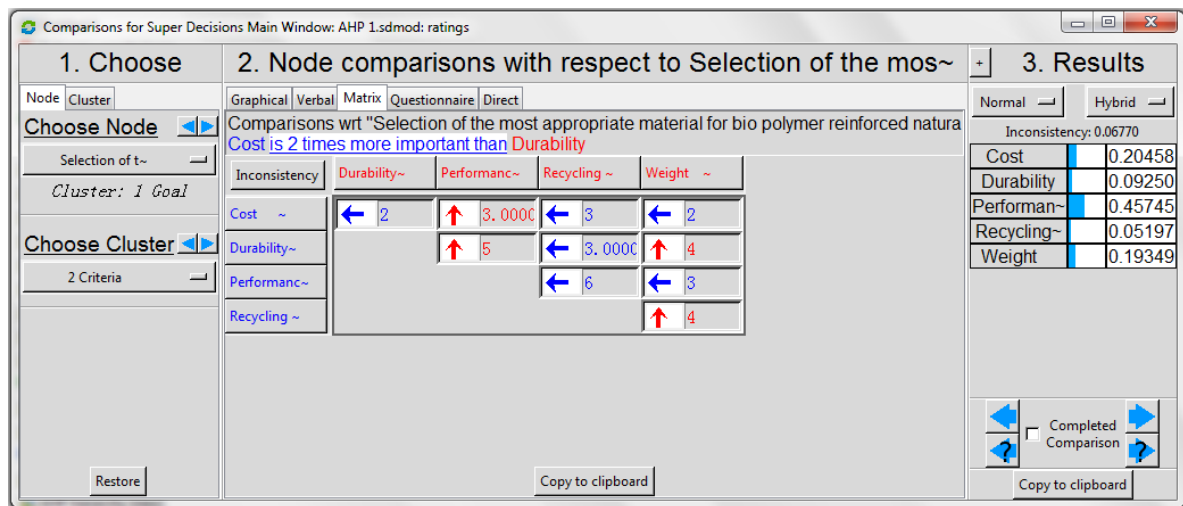 Comparisons for Super Decisions Main Window: AHP 1.sdmod: ratings
1. Choose
Node Cluster
Choose Node
Selection of t~
Cluster: 1 Goal
Choose Cluster
2 Criteria
Restore
2. Node comparisons with respect to Selection of the mos~
Graphical Verbal Matrix Questionnaire Direct
Comparisons wrt "Selection of the most appropriate material for bio polymer reinforced natura
Cost is 2 times more important than Durability
Inconsistency Durability~ Performanc~ Recycling ~ Weight ~
Cost ~ 2 3.0000 3 2
Durability~ 5 3.0000 4
Performanc~ 6 3
Recycling ~ 4
Copy to clipboard
+ 3. Results
Normal Hybrid
Inconsistency: 0.06770
Cost 0.20458
Durability 0.09250
Performan~ 0.45745
Recycling~ 0.05197
Weight 0.19349
Completed
Comparison
? ?
Copy to clipboard